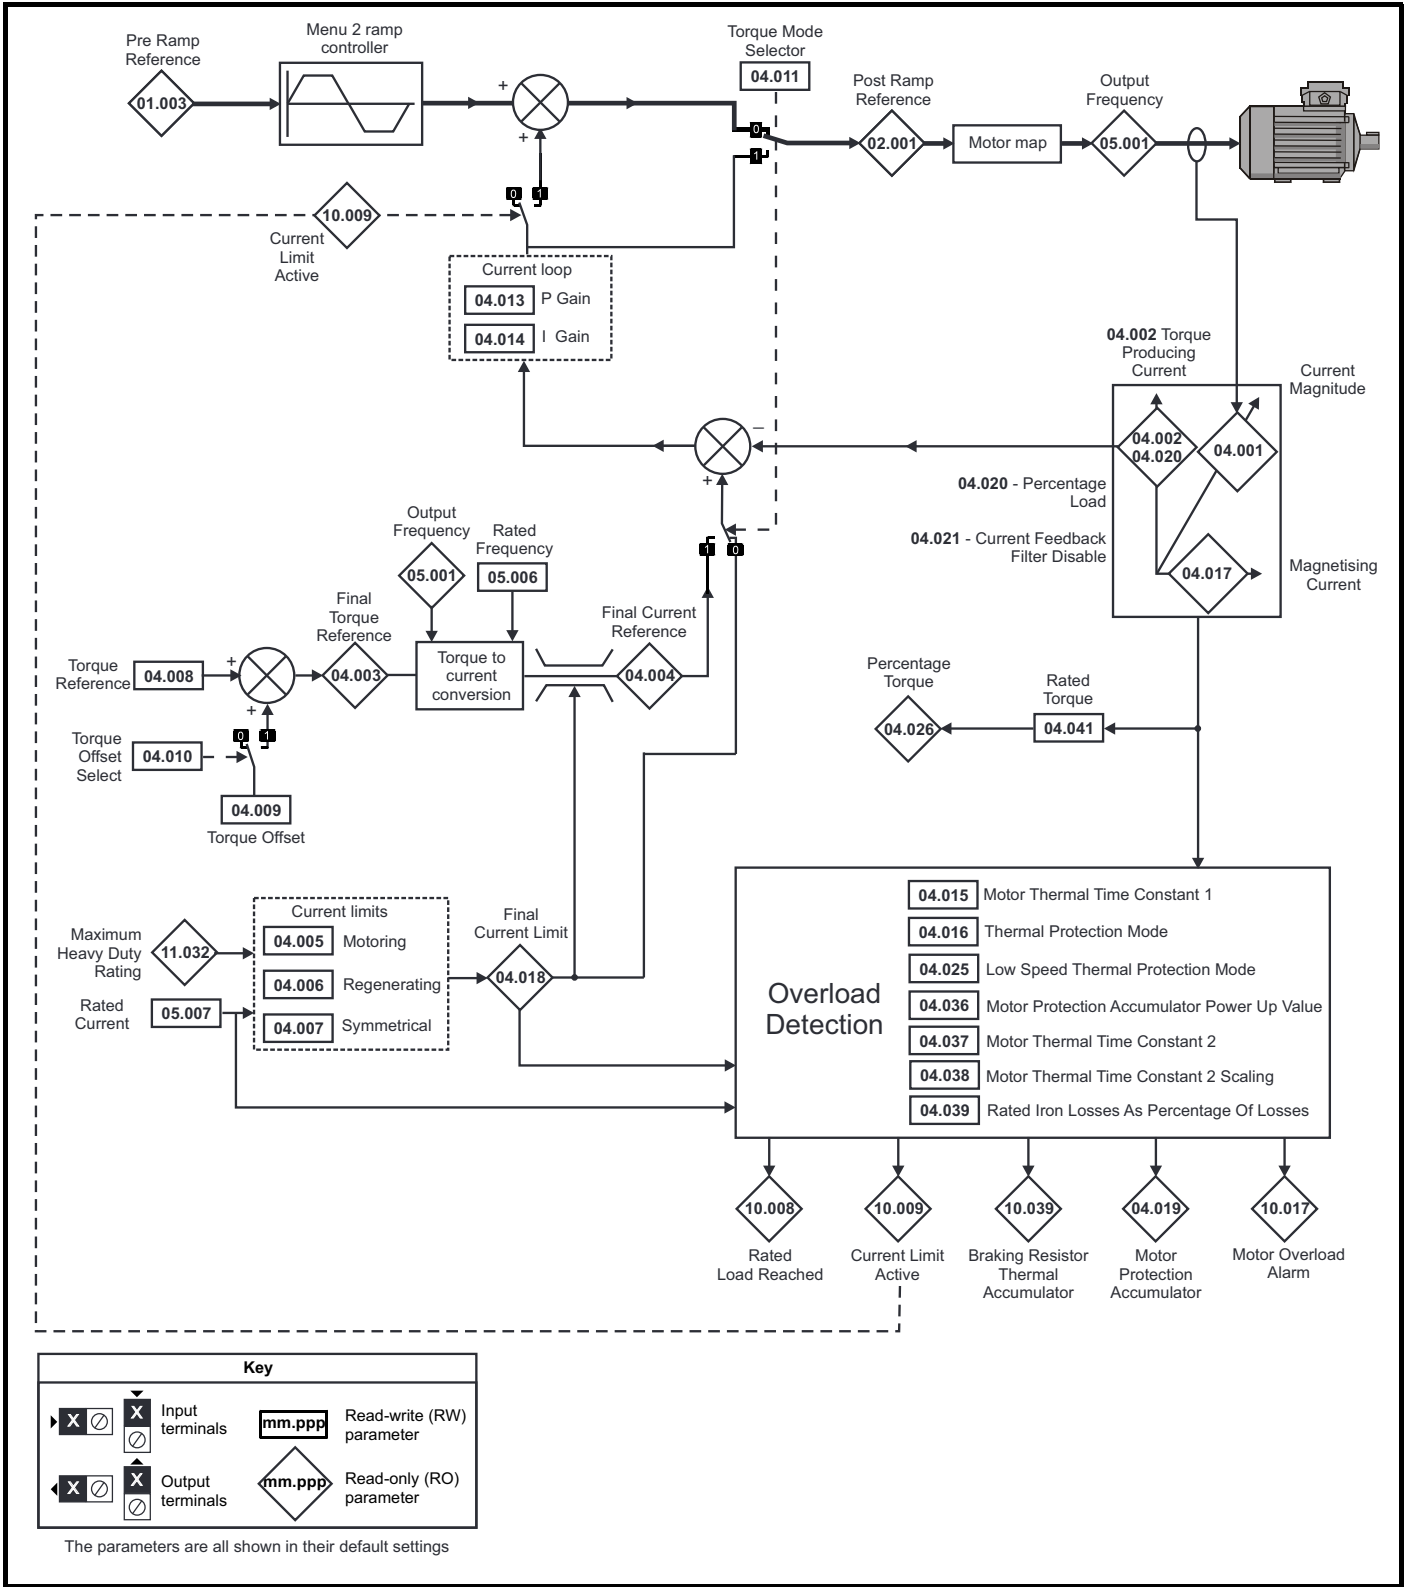 Pre Ramp
Reference
01.003
Menu 2 ramp
controller
+
+
Torque Mode
Selector
04.011
0
1
Post Ramp
Reference
02.001
Motor map
Output
Frequency
05.001
0 1
10.009
Current
Limit
Active
Current loop
04.013 P Gain
04.014 I Gain
04.002 Torque
Producing
Current
Current
Magnitude
04.002
04.020
04.001
–
+
04.020 - Percentage
Load
04.021 - Current Feedback
Filter Disable
04.017
Magnetising
Current
1 0
Output
Frequency
05.001
Rated
Frequency
05.006
Final
Torque
Reference
04.003
Final Current
Reference
04.004
Torque
Reference
04.008
+
+
Torque to
current
conversion
Torque
Offset
Select
04.010
0 1
04.009
Torque Offset
Percentage
Torque
04.026
Rated
Torque
04.041
Maximum
Heavy Duty
Rating
11.032
Rated
Current
05.007
Current limits
04.005 Motoring
04.006 Regenerating
04.007 Symmetrical
Final
Current Limit
04.018
Overload
Detection
04.015 Motor Thermal Time Constant 1
04.016 Thermal Protection Mode
04.025 Low Speed Thermal Protection Mode
04.036 Motor Protection Accumulator Power Up Value
04.037 Motor Thermal Time Constant 2
04.038 Motor Thermal Time Constant 2 Scaling
04.039 Rated Iron Losses As Percentage Of Losses
10.008
Rated
Load Reached
10.009
Current Limit
Active
10.039
Braking Resistor
Thermal
Accumulator
04.019
Motor
Protection
Accumulator
10.017
Motor Overload
Alarm
Key
X
X
Input
terminals
mm.ppp
Read-write (RW)
parameter
X
X
Output
terminals
mm.ppp
Read-only (RO)
parameter
The parameters are all shown in their default settings